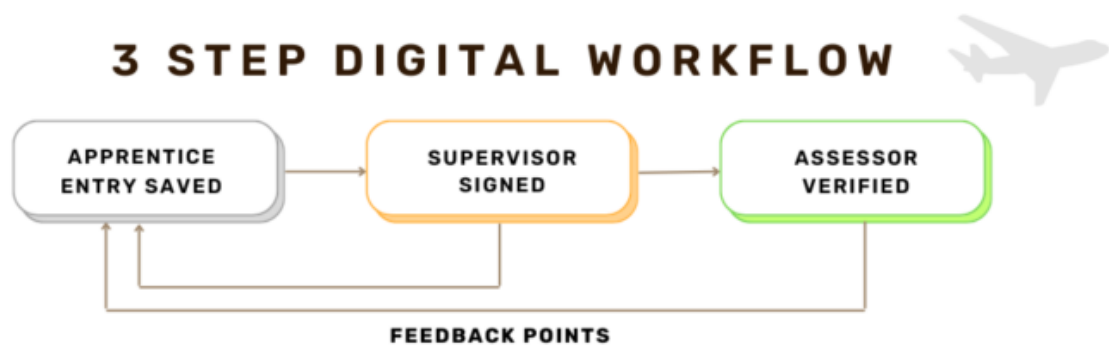 3 STEP DIGITAL WORKFLOW
APPRENTICE
ENTRY SAVED
SUPERVISOR
SIGNED
ASSESSOR
VERIFIED
FEEDBACK POINTS